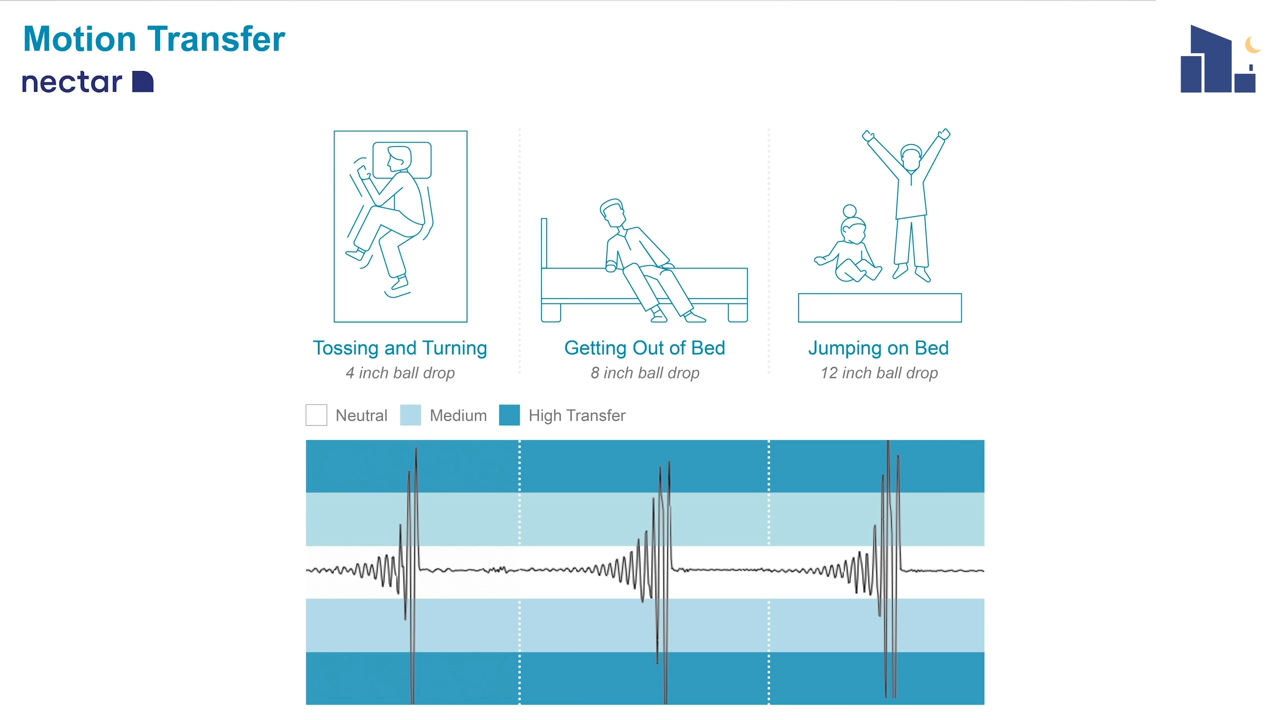 Motion Transfer
nectar
Tossing and Turning
4 inch ball drop
Getting Out of Bed
8 inch ball drop
Jumping on Bed
12 inch ball drop
Neutral
Medium
High Transfer